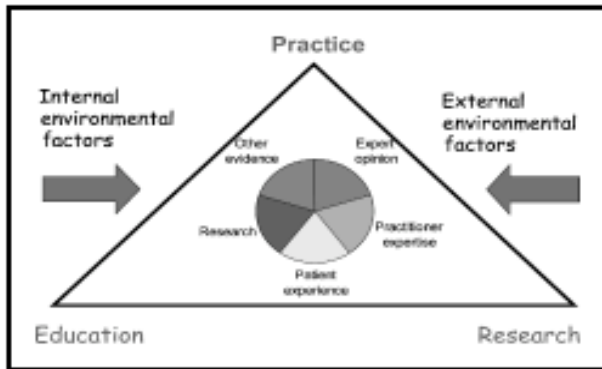 Practice
Internal
environmental
factors
External
environmental
factors
Other
evidence
Expert
opinion
Research
Practitioner
expertise
Patient
experience
Education
Research